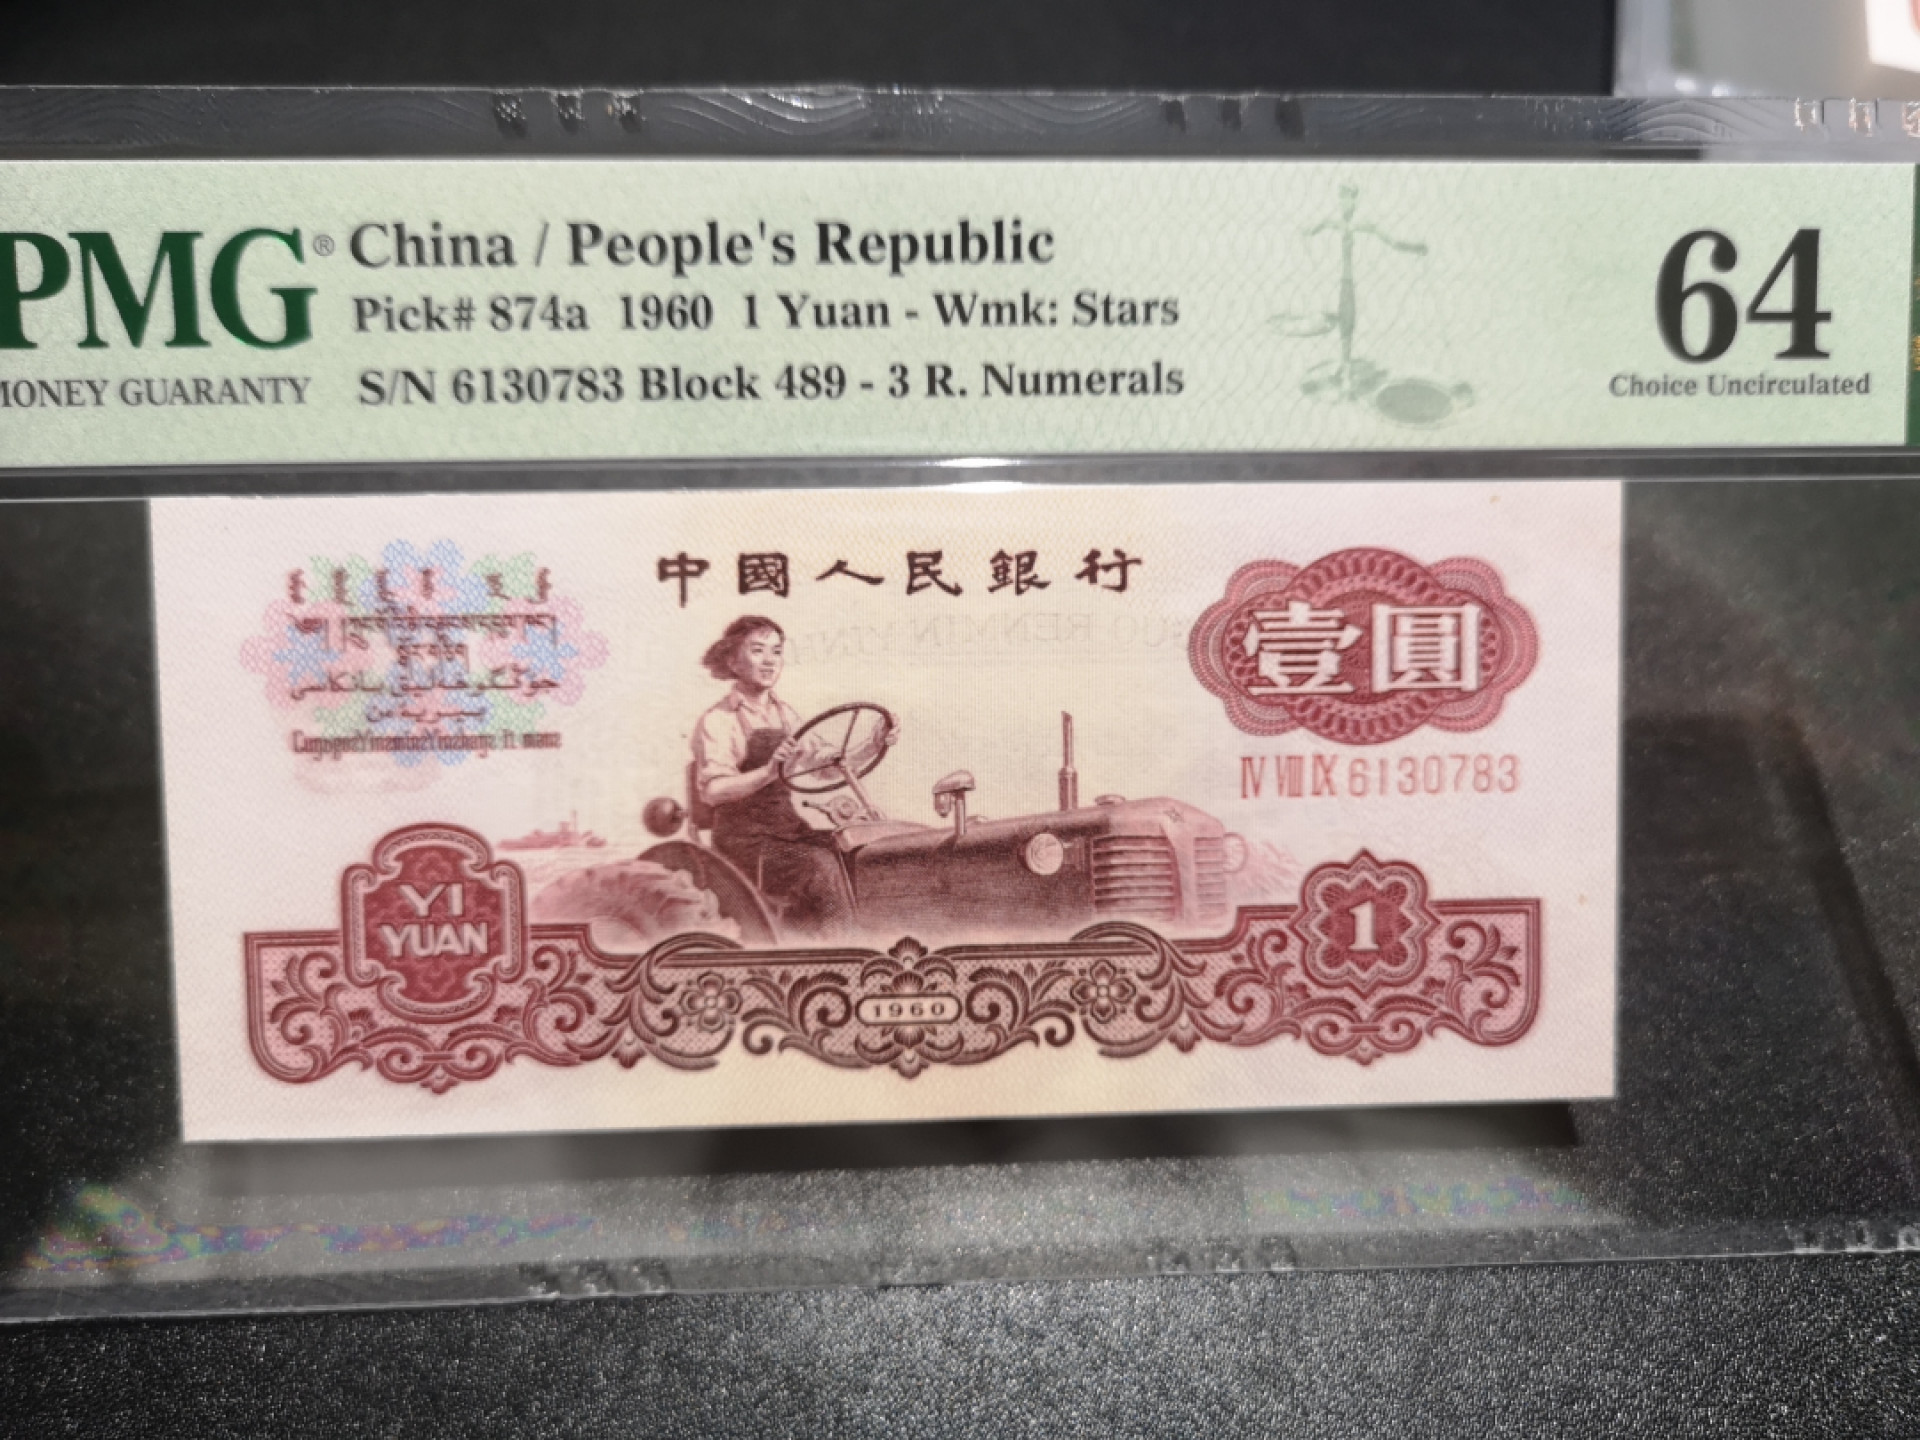 PMG® China / People's Republic
Pick# 874a 1960 1 Yuan - Wmk: Stars
MONEY GUARANTY S/N 6130783 Block 489 - 3 R. Numerals
64
Choice Uncirculated
中國人民銀行
壹圓
IV VIII IX 6130783
YI
YUAN
1960
1